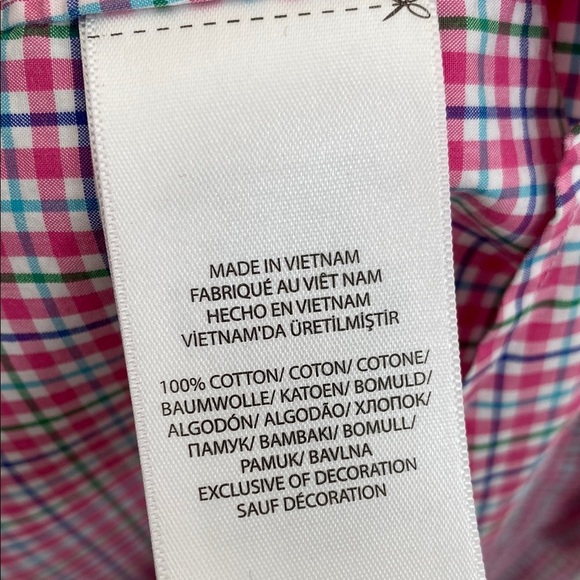 MADE IN VIETNAM
FABRIQUÉ AU VIÊT NAM
HECHO EN VIETNAM
VİETNAM'DA ÜRETİLMİŞTİR
100% COTTON/ COTON/ COTONE/
BAUMWOLLE/ KATOEN/ BOMULD/
ALGODÓN/ ALGODÃO/ ХЛОПОК/
ПАМУК/ ΒΑΜΒΑΚΙ/ BOMULL/
PAMUK/ BAVLNA
EXCLUSIVE OF DECORATION
SAUF DÉCORATION